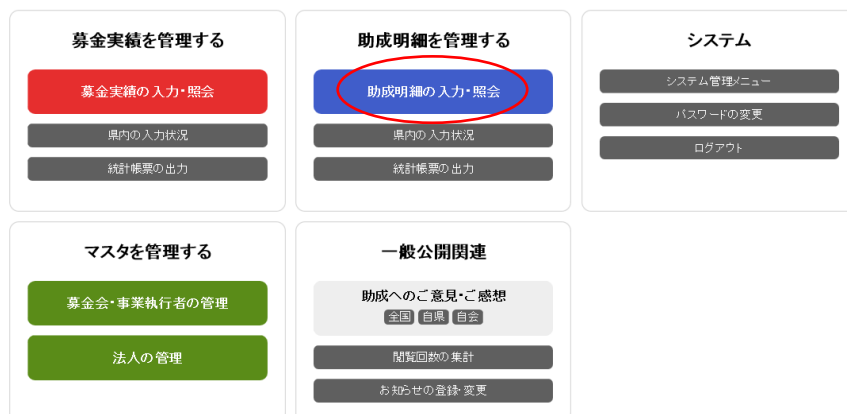 募金実績を管理する
募金実績の入力・照会
県内の入力状況
統計帳票の出力
助成明細を管理する
助成明細の入力・照会
県内の入力状況
統計帳票の出力
システム
システム管理メニュー
パスワードの変更
ログアウト
マスタを管理する
募金会・事業執行者の管理
法人の管理
一般公開関連
助成へのご意見・ご感想
全国 自県 自会
閲覧回数の集計
お知らせの登録・変更